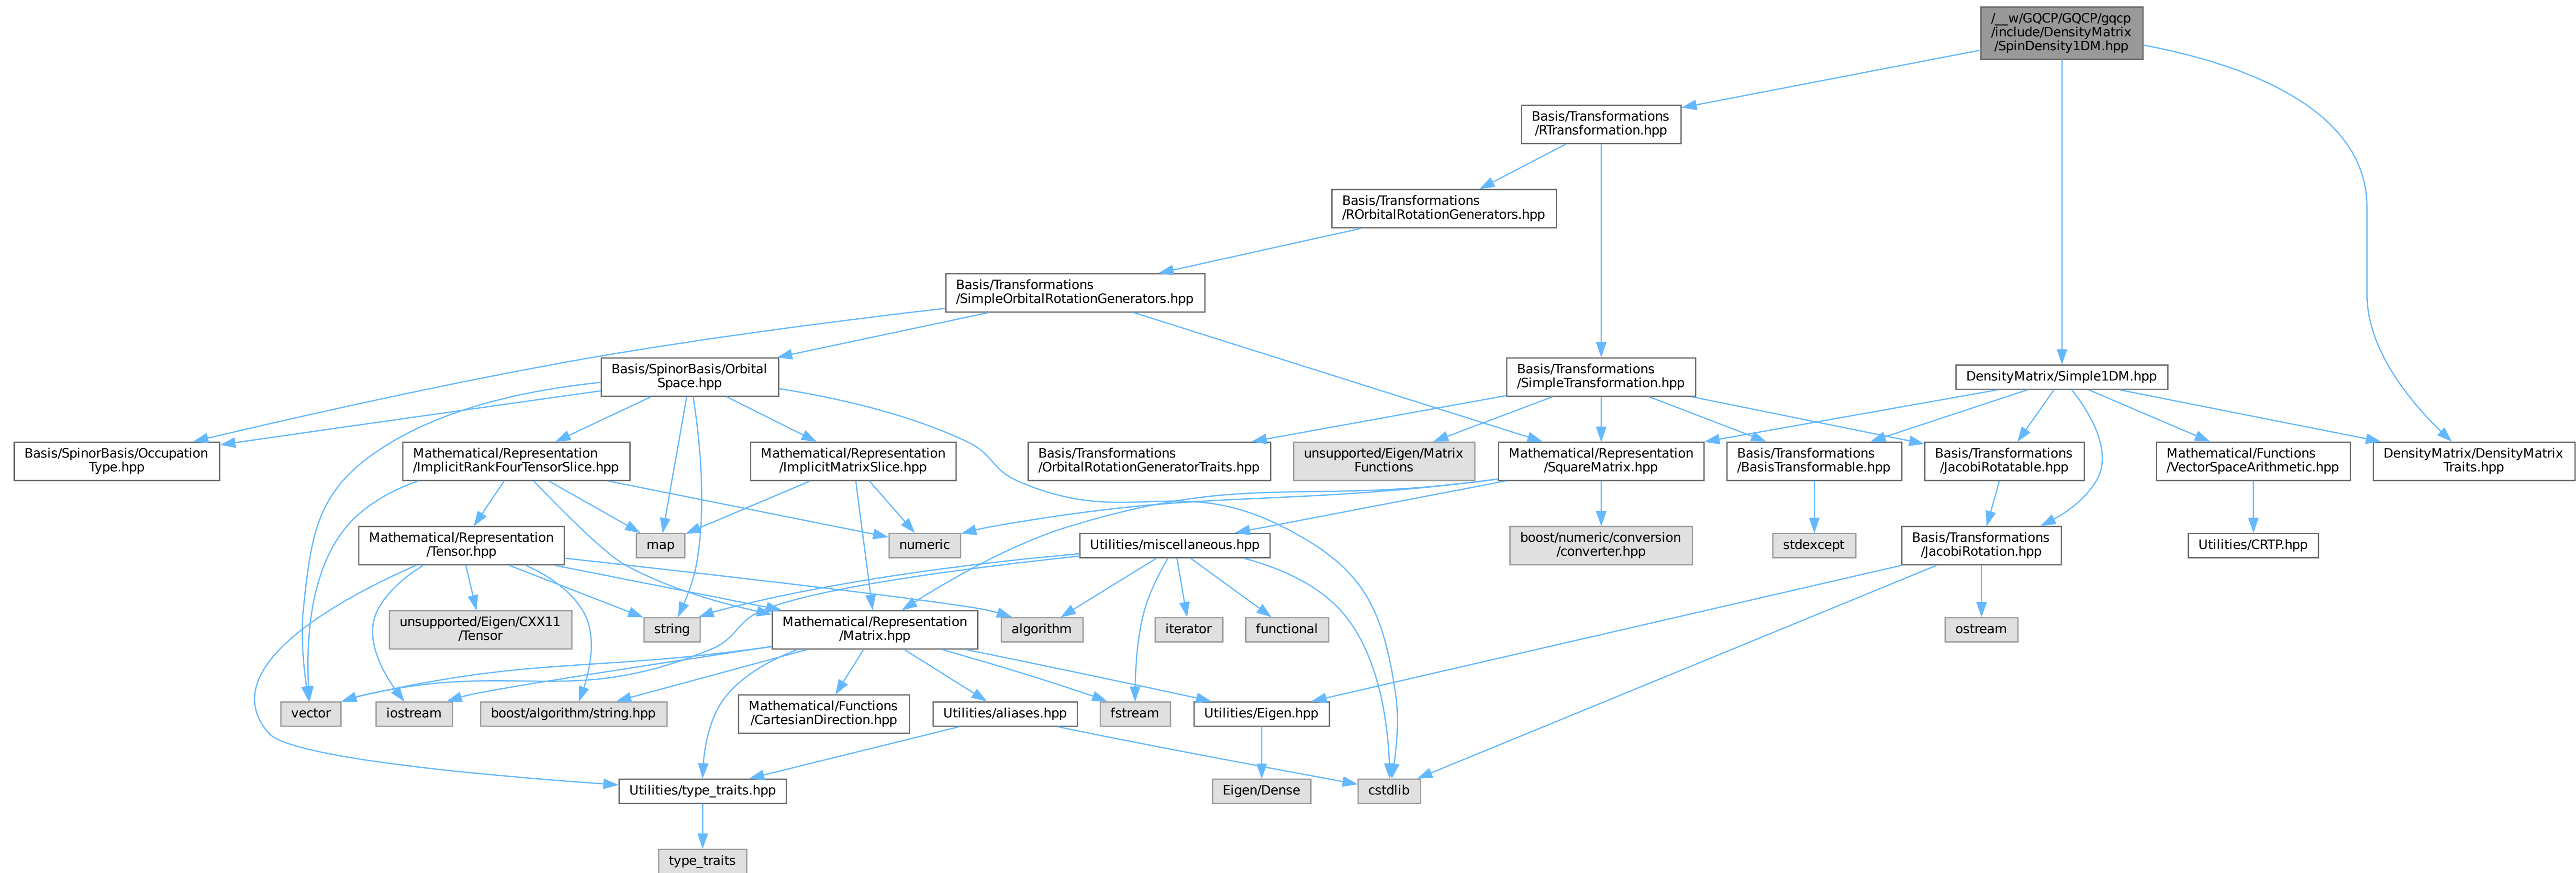 /__w/GQCP/GQCP/gqcp
/include/DensityMatrix
/SpinDensity1DM.hpp
Basis/Transformations
/RTransformation.hpp
Basis/Transformations
/ROrbitalRotationGenerators.hpp
Basis/Transformations
/SimpleOrbitalRotationGenerators.hpp
Basis/SpinorBasis/Orbital
Space.hpp
Basis/Transformations
/SimpleTransformation.hpp
DensityMatrix/Simple1DM.hpp
Basis/SpinorBasis/Occupation
Type.hpp
Mathematical/Representation
/ImplicitRankFourTensorSlice.hpp
Mathematical/Representation
/ImplicitMatrixSlice.hpp
Basis/Transformations
/OrbitalRotationGeneratorTraits.hpp
unsupported/Eigen/Matrix
Functions
Mathematical/Representation
/SquareMatrix.hpp
Basis/Transformations
/BasisTransformable.hpp
Basis/Transformations
/JacobiRotatable.hpp
Mathematical/Functions
/VectorSpaceArithmetic.hpp
DensityMatrix/DensityMatrix
Traits.hpp
Mathematical/Representation
/Tensor.hpp
map
numeric
Utilities/miscellaneous.hpp
boost/numeric/conversion
/converter.hpp
stdexcept
Basis/Transformations
/JacobiRotation.hpp
Utilities/CRTP.hpp
unsupported/Eigen/CXX11
/Tensor
string
Mathematical/Representation
/Matrix.hpp
algorithm
iterator
functional
ostream
vector
iostream
boost/algorithm/string.hpp
Mathematical/Functions
/CartesianDirection.hpp
Utilities/aliases.hpp
fstream
Utilities/Eigen.hpp
Utilities/type_traits.hpp
Eigen/Dense
cstdlib
type_traits